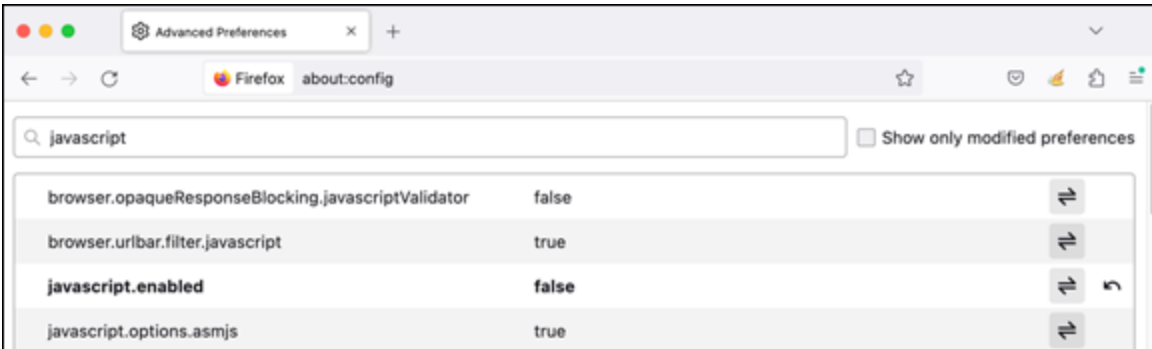 Advanced Preferences
Firefox about:config
javascript Show only modified preferences
browser.opaqueResponseBlocking.javascriptValidator false
browser.urlbar.filter.javascript true
javascript.enabled false
javascript.options.asmjs true